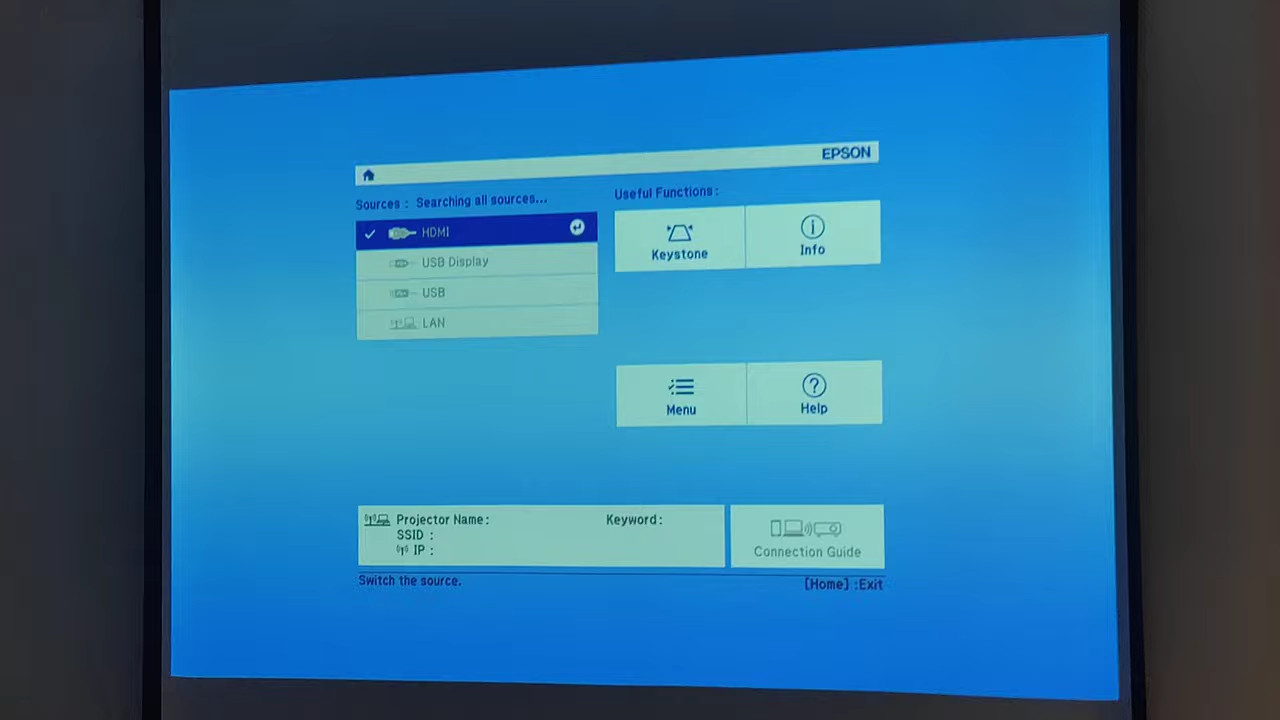 EPSON
Sources : Searching all sources...
HDMI
USB Display
USB
LAN
Useful Functions:
Keystone
Info
Menu
Help
Projector Name:
Keyword:
SSID :
IP :
Connection Guide
Switch the source.
[Home] :Exit